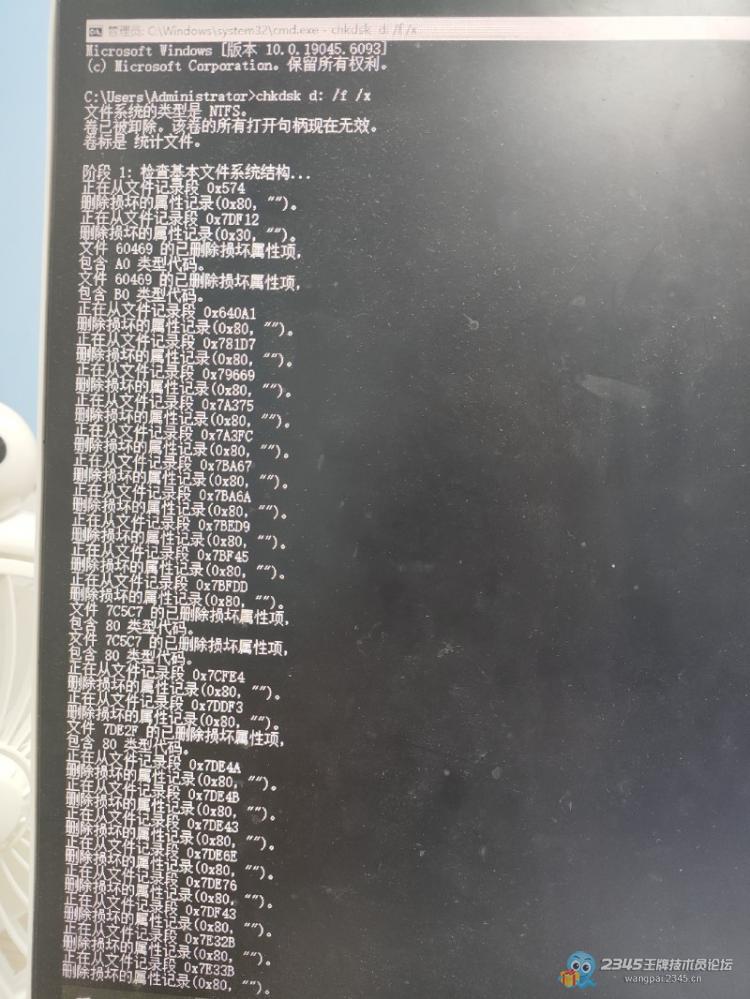 管理员: C:\Windows\system32\cmd.exe - chkdsk d: /f /x
Microsoft Windows [版本 10.0.19045.6093]
(c) Microsoft Corporation。保留所有权利。
C:\Users\Administrator>chkdsk d: /f /x
文件系统的类型是 NTFS。
卷已被卸除。该卷的所有打开句柄现在无效。
卷标是 统计文件。
阶段 1: 检查基本文件系统结构...
正在从文件记录段 0x574
删除损坏的属性记录(0x80, "")。
正在从文件记录段 0x7DF12
删除损坏的属性记录(0x30, "")。
文件 60469 的已删除损坏属性项,
包含 A0 类型代码。
文件 60469 的已删除损坏属性项,
包含 B0 类型代码。
正在从文件记录段 0x640A1
删除损坏的属性记录(0x80, "")。
正在从文件记录段 0x781D7
删除损坏的属性记录(0x80, "")。
正在从文件记录段 0x79669
删除损坏的属性记录(0x80, "")。
正在从文件记录段 0x7A375
删除损坏的属性记录(0x80, "")。
正在从文件记录段 0x7A3FC
删除损坏的属性记录(0x80, "")。
正在从文件记录段 0x7BA67
删除损坏的属性记录(0x80, "")。
正在从文件记录段 0x7BA6A
删除损坏的属性记录(0x80, "")。
正在从文件记录段 0x7BED9
删除损坏的属性记录(0x80, "")。
正在从文件记录段 0x7BF45
删除损坏的属性记录(0x80, "")。
正在从文件记录段 0x7BFDD
删除损坏的属性记录(0x80, "")。
文件 7C5C7 的已删除损坏属性项,
包含 80 类型代码。
文件 7C5C7 的已删除损坏属性项,
包含 80 类型代码。
正在从文件记录段 0x7CFE4
删除损坏的属性记录(0x80, "")。
正在从文件记录段 0x7DDF3
删除损坏的属性记录(0x80, "")。
文件 7DE2F 的已删除损坏属性项,
包含 80 类型代码。
正在从文件记录段 0x7DE4A
删除损坏的属性记录(0x80, "")。
正在从文件记录段 0x7DE4B
删除损坏的属性记录(0x80, "")。
正在从文件记录段 0x7DE43
删除损坏的属性记录(0x80, "")。
正在从文件记录段 0x7DE6E
删除损坏的属性记录(0x80, "")。
正在从文件记录段 0x7DE76
删除损坏的属性记录(0x80, "")。
正在从文件记录段 0x7DF43
删除损坏的属性记录(0x80, "")。
正在从文件记录段 0x7E32B
删除损坏的属性记录(0x80, "")。
正在从文件记录段 0x7E33B
删除损坏的属性记录(0x80, "")。
2345王牌技术员论坛
wangpai.2345.cn